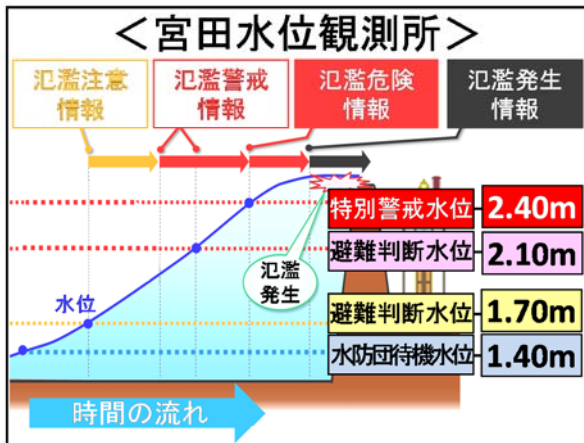 ＜宮田水位観測所＞
氾濫注意
情報
氾濫警戒
情報
氾濫危険
情報
氾濫発生
情報
特別警戒水位
2.40m
避難判断水位
2.10m
氾濫
発生
水位
避難判断水位
1.70m
水防団待機水位
1.40m
時間の流れ